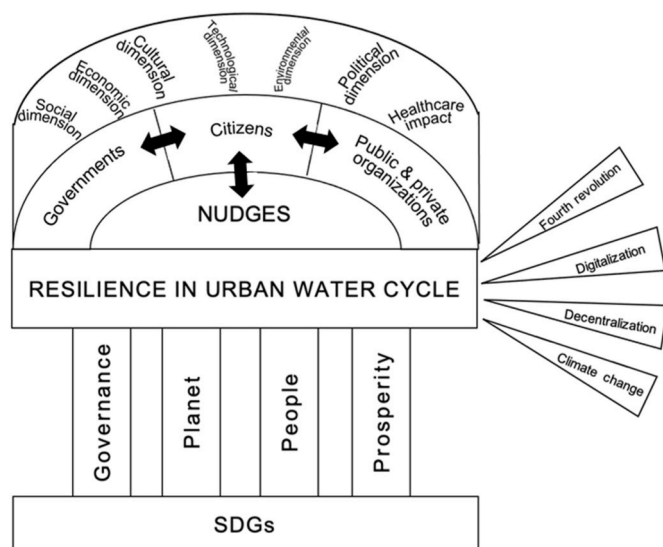 Social
dimension
Economic
dimension
Cultural
dimension
Technological
dimension
Environmental
dimension
Political
dimension
Healthcare
impact
Governments
Citizens
Public & private
organizations
NUDGES
RESILIENCE IN URBAN WATER CYCLE
Fourth revolution
Digitalization
Decentralization
Climate change
Governance
Planet
People
Prosperity
SDGs